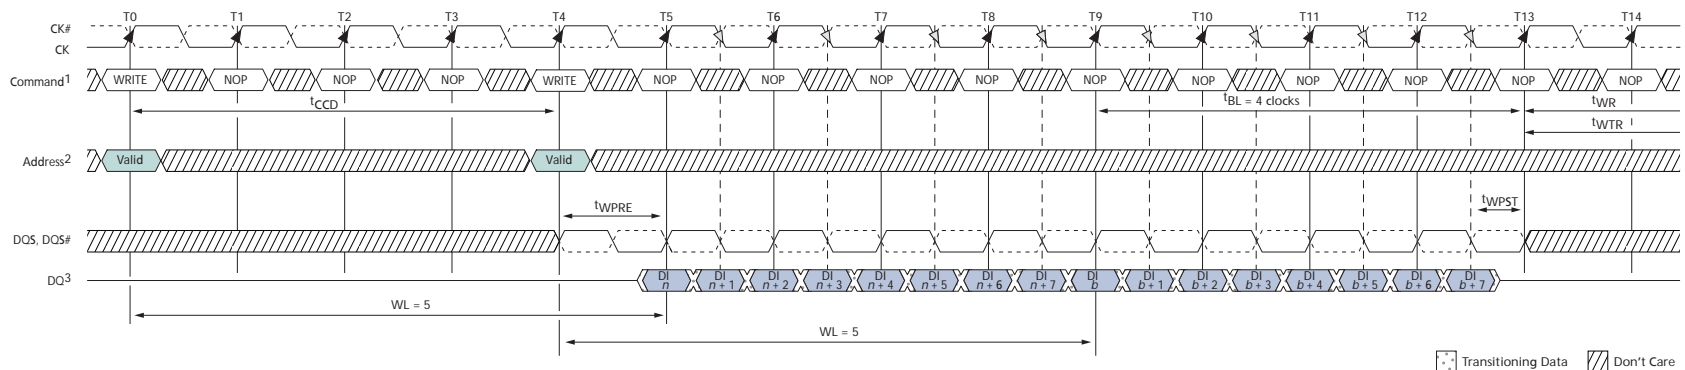 T0 T1 T2 T3 T4 T5 T6 T7 T8 T9 T10 T11 T12 T13 T14
CK#
CK
Command1 WRITE NOP NOP NOP WRITE NOP NOP NOP NOP NOP NOP NOP NOP NOP NOP
tCCD tBL = 4 clocks tWR
tWTR
Address2 Valid Valid
tWPRE tWPST
DQS, DQS#
DQ3 DI n DI n + 1 DI n + 2 DI n + 3 DI n + 4 DI n + 5 DI n + 6 DI n + 7 DI b DI b + 1 DI b + 2 DI b + 3 DI b + 4 DI b + 5 DI b + 6 DI b + 7
WL = 5
WL = 5
Transitioning Data Don't Care